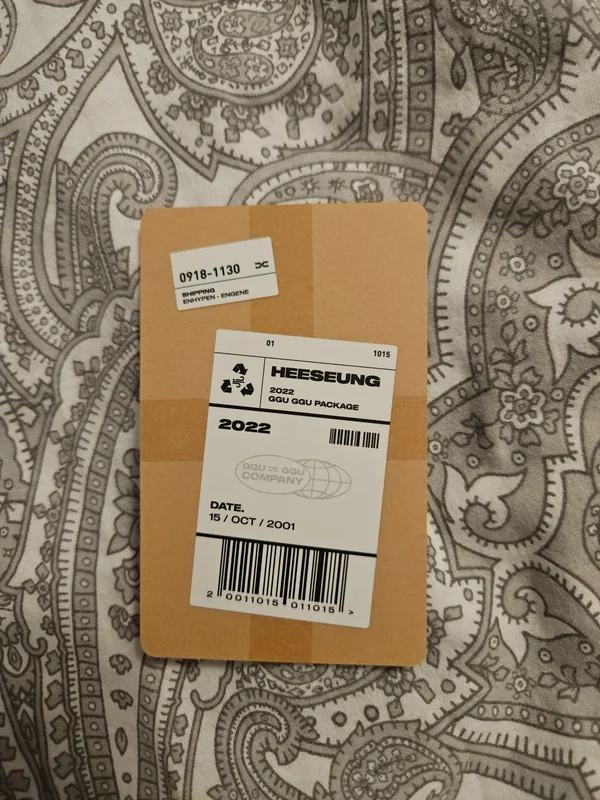 0918-1130
SHIPPING
ENHYPEN - ENGENE
01 1015
HEESEUNG
2022
GGU GGU PACKAGE
2022
GGU GGU
COMPANY
DATE.
15 / OCT / 2001
2 0011015 011015 >